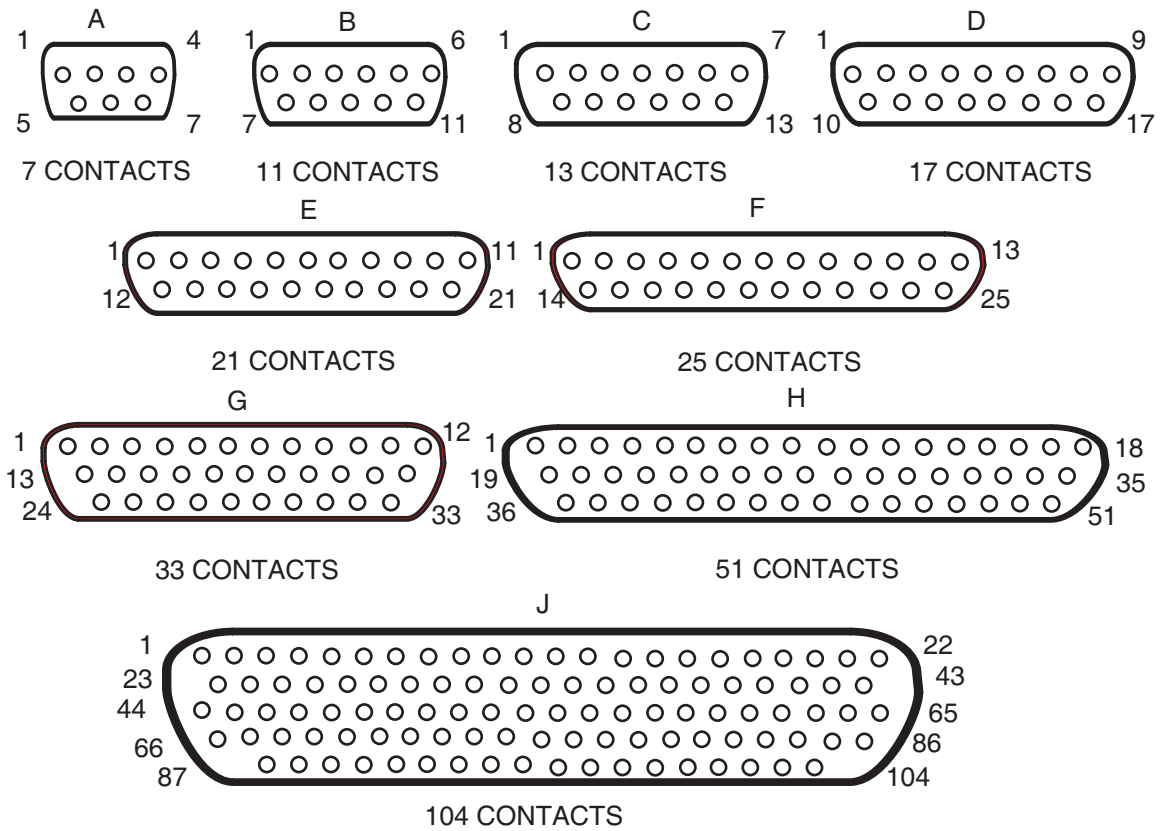 A B C D
1 4 1 6 1 7 1 9
5 7 7 11 8 13 10 17
7 CONTACTS 11 CONTACTS 13 CONTACTS 17 CONTACTS
E F
1 11 1 13
12 21 14 25
21 CONTACTS 25 CONTACTS
G H
1 12 1 18
13 19 35
24 33 36 51
33 CONTACTS 51 CONTACTS
J
1 22
23 43
44 65
66 86
87 104
104 CONTACTS